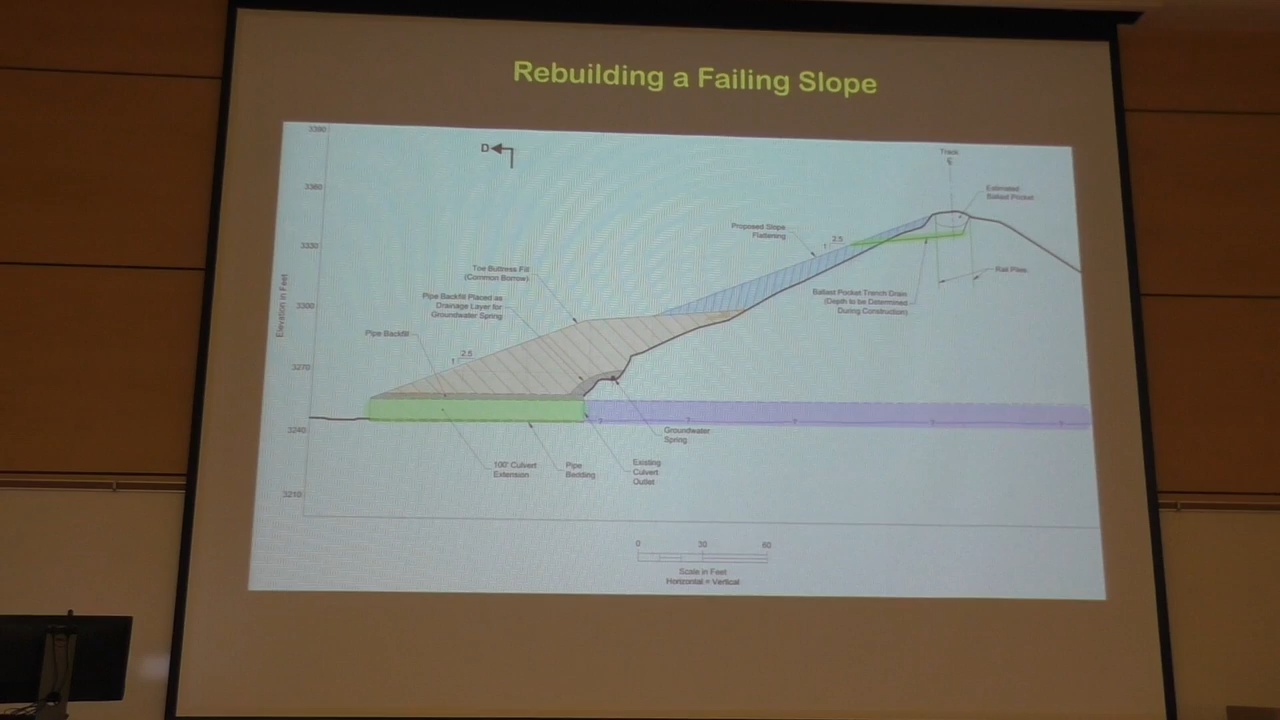 Rebuilding a Failing Slope
3390
3360
3330
3300
3270
3240
3210
Elevation in Feet
D
Track
Estimated
Ballast Pocket
Proposed Slope
Flattening
2.5
1
Toe Buttress Fill
(Common Borrow)
Rail Piles
Ballast Pocket Trench Drain
(Depth to be Determined
During Construction)
Pipe Backfill Placed as
Drainage Layer for
Groundwater Spring
Pipe Backfill
2.5
1
? ? ? ? ?
Groundwater
Spring
100' Culvert
Extension
Pipe
Bedding
Existing
Culvert
Outlet
0 30 60
Scale in Feet
Horizontal = Vertical